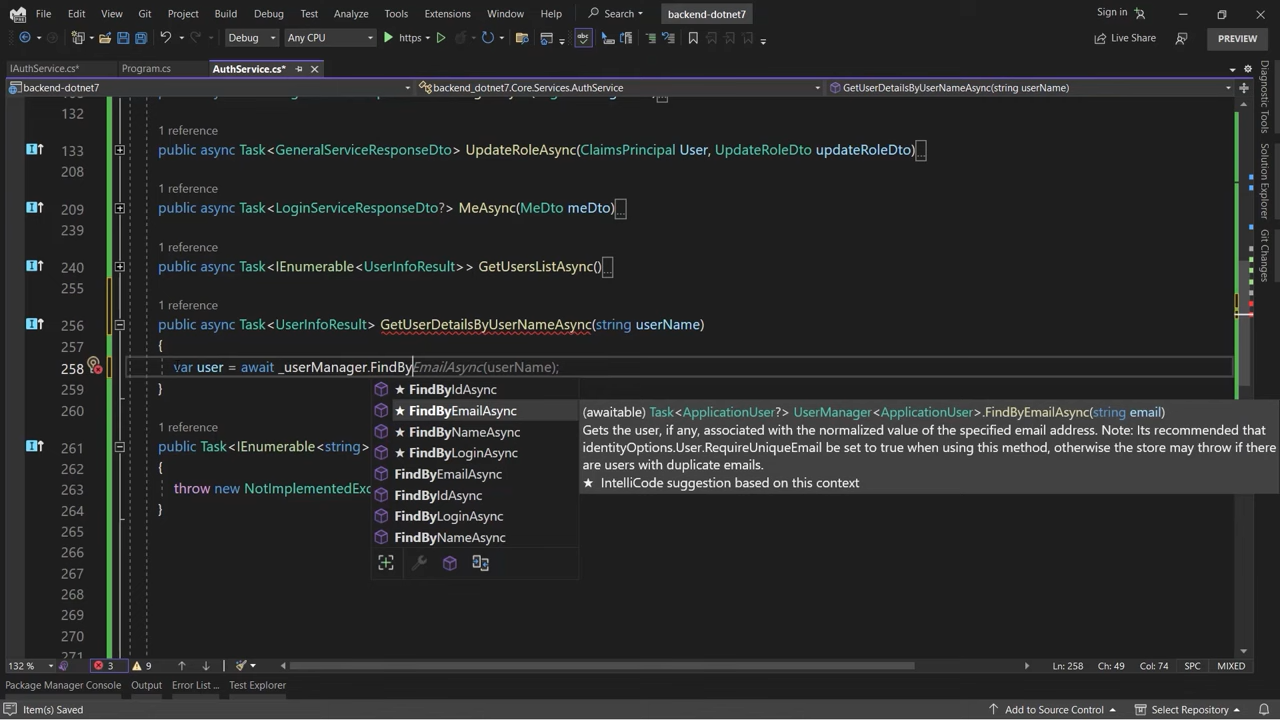 File Edit View Git Project Build Debug Test Analyze Tools Extensions Window Help Search backend-dotnet7 Sign in
Debug Any CPU https Live Share PREVIEW
IAuthService.cs* Program.cs AuthService.cs*
backend-dotnet7 backend_dotnet7.Core.Services.AuthService GetUserDetailsByUserNameAsync(string userName)
132
1 reference
133 public async Task<GeneralServiceResponseDto> UpdateRoleAsync(ClaimsPrincipal User, UpdateRoleDto updateRoleDto)...
208
1 reference
209 public async Task<LoginServiceResponseDto?> MeAsync(MeDto meDto)...
239
1 reference
240 public async Task<IEnumerable<UserInfoResult>> GetUsersListAsync()...
255
1 reference
256 public async Task<UserInfoResult> GetUserDetailsByUserNameAsync(string userName)
257 {
258 var user = await _userManager.FindByEmailAsync(userName);
259 }
260
1 reference
261 public Task<IEnumerable<string>
262 {
263 throw new NotImplementedExc
264 }
265
266
267
268
269
270
271
★ FindByIdAsync
★ FindByEmailAsync
★ FindByNameAsync
★ FindByLoginAsync
FindByEmailAsync
FindByIdAsync
FindByLoginAsync
FindByNameAsync
(awaitable) Task<ApplicationUser?> UserManager<ApplicationUser>.FindByEmailAsync(string email)
Gets the user, if any, associated with the normalized value of the specified email address. Note: Its recommended that
identityOptions.User.RequireUniqueEmail be set to true when using this method, otherwise the store may throw if there
are users with duplicate emails.
★ IntelliCode suggestion based on this context
Diagnostic Tools
Solution Explorer
Git Changes
132 % 3 9 Ln: 258 Ch: 49 Col: 74 SPC MIXED
Package Manager Console Output Error List ... Test Explorer
Item(s) Saved Add to Source Control Select Repository